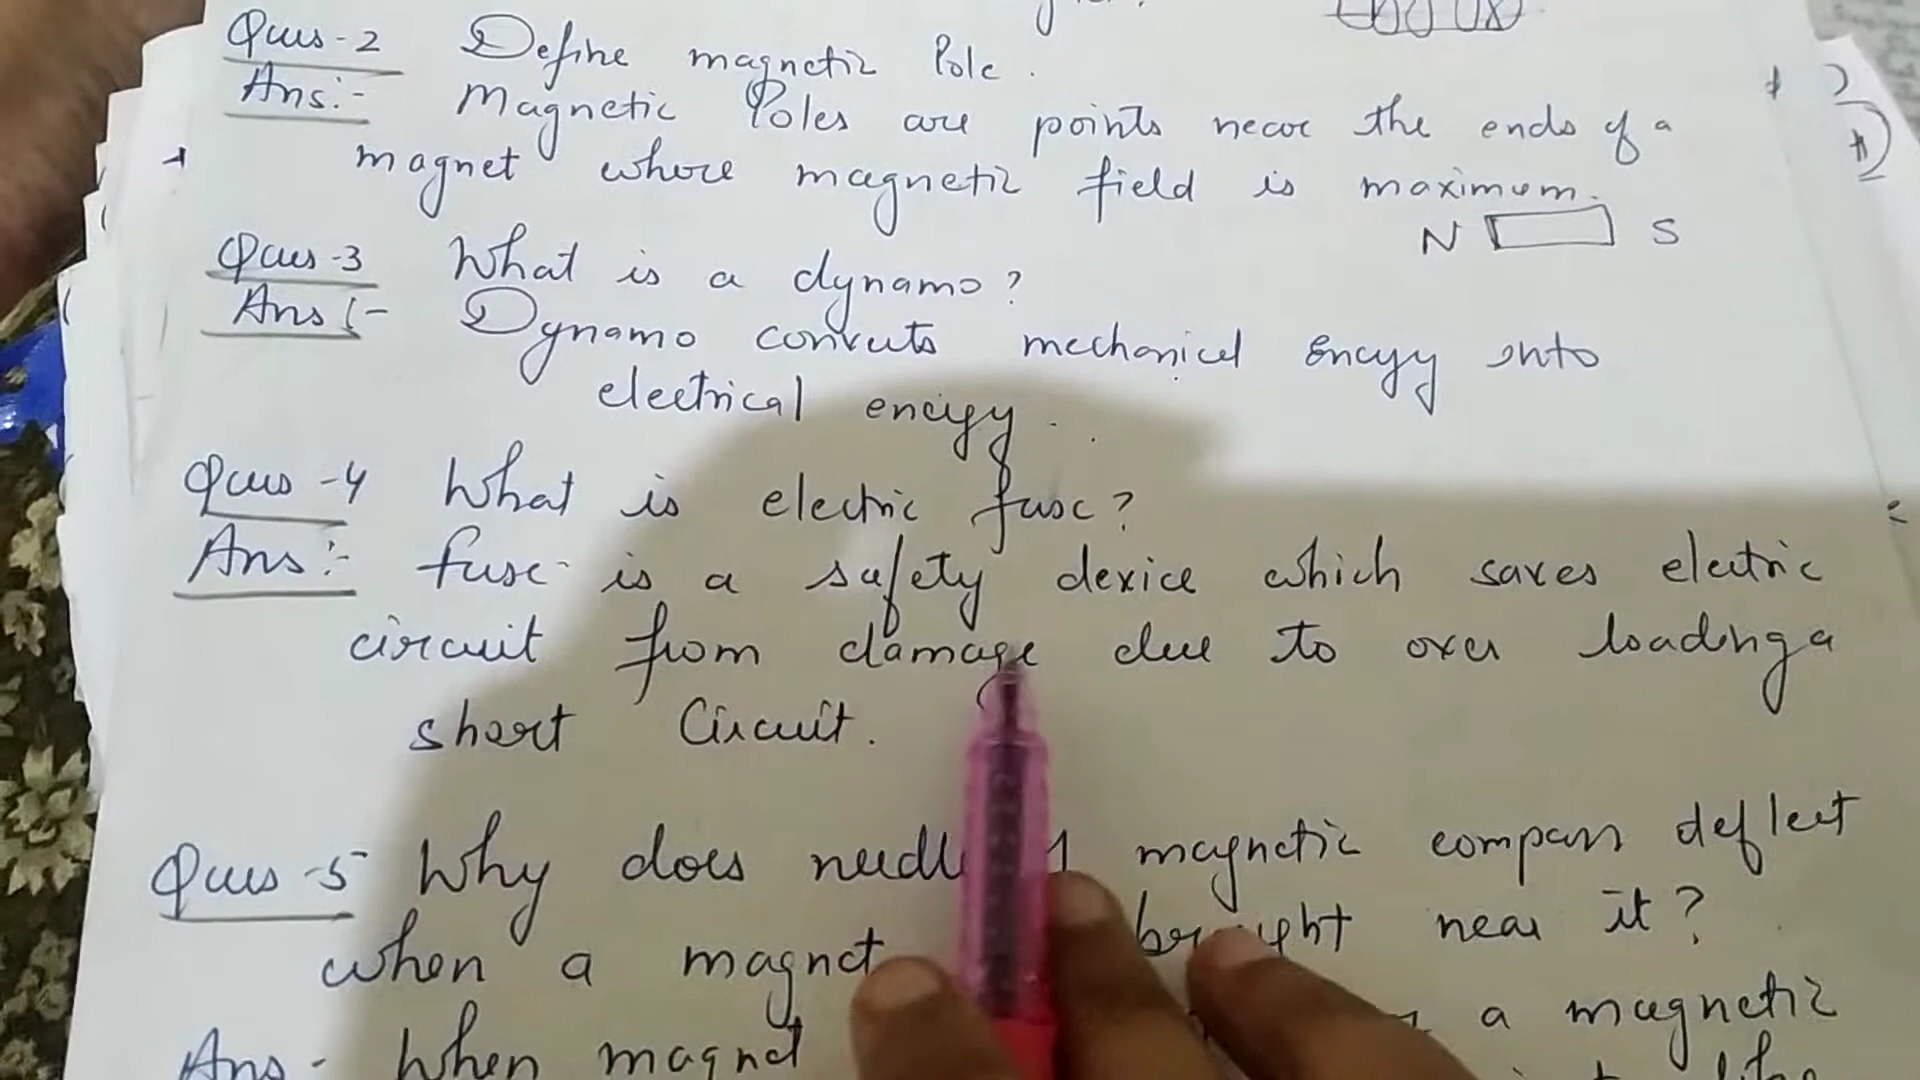 Ques-2 Define magnetic Pole.
Ans:- Magnetic Poles are points near the ends of a
magnet where magnetic field is maximum.
N S
Ques-3 What is a dynamo?
Ans:- Dynamo converts mechanical Energy into
electrical energy.
Ques-4 What is electric fuse?
Ans:- fuse is a safety device which saves electric
circuit from damage due to over loading a
short Circuit.
Ques-5 Why does magnetic compass deflect
when a magnet brought near it?
Ans- When magnet a magnetic